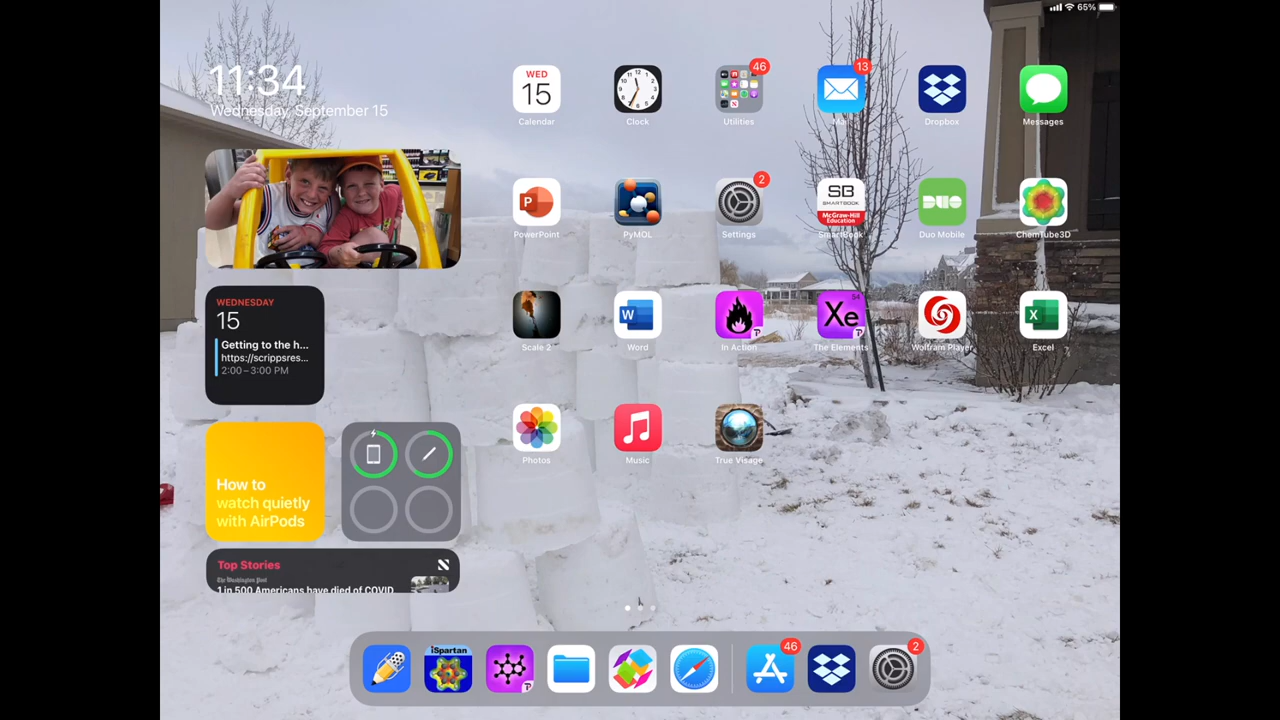 65%
11:34
Wednesday, September 15
WED
15
Calendar
Clock
46
Utilities
13
Mail
Dropbox
Messages
P
PowerPoint
PyMOL
2
Settings
SB
SMARTBOOK
McGraw-Hill
Education
SmartBook
DUO
Duo Mobile
ChemTube3D
WEDNESDAY
15
Getting to the h...
https://scrippsres...
2:00–3:00 PM
Scale 2
W
Word
In Action
54
Xe
The Elements
Wolfram Player
X
Excel
Photos
Music
True Visage
How to
watch quietly
with AirPods
Top Stories
The Washington Post
1 in 500 Americans have died of COVID
iSpartan
46
2